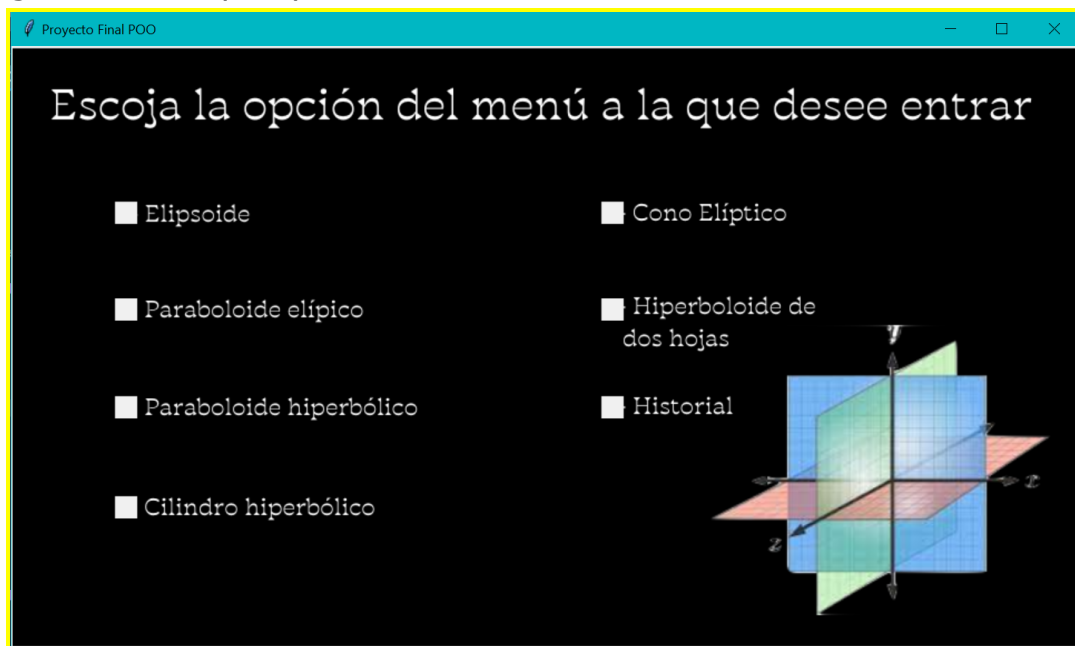 Proyecto Final POO
Escoja la opción del menú a la que desee entrar
Elipsoide
Paraboloide elípico
Paraboloide hiperbólico
Cilindro hiperbólico
Cono Elíptico
Hiperboloide de
dos hojas
Historial
y
x
z